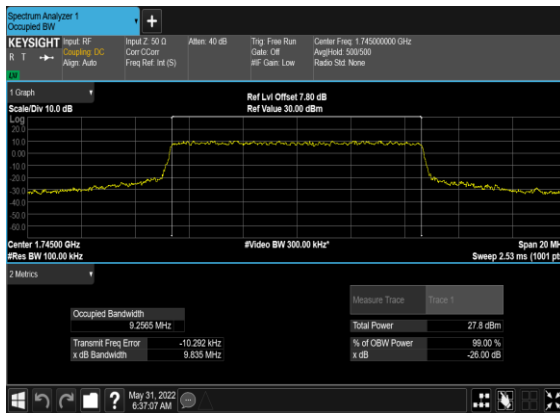 Spectrum Analyzer 1
Occupied BW
KEYSIGHT Input: RF Input Z: 50 Ω Atten: 40 dB Trig: Free Run Center Freq: 1.745000000 GHz
R T Coupling: DC Corr CCorr Gate: Off Avg|Hold: 500/500
Align: Auto Freq Ref: Int (S) #IF Gain: Low Radio Std: None
1 Graph
Ref Lvl Offset 7.80 dB
Scale/Div 10.0 dB Ref Value 30.00 dBm
Log
20.0
10.0
0.00
-10.0
-20.0
-30.0
-40.0
-50.0
-60.0
Center 1.74500 GHz #Video BW 300.00 kHz* Span 20 MH
#Res BW 100.00 kHz Sweep 2.53 ms (1001 pt
2 Metrics
Measure Trace Trace 1
Occupied Bandwidth
9.2565 MHz Total Power 27.8 dBm
Transmit Freq Error -10.292 kHz % of OBW Power 99.00 %
x dB Bandwidth 9.835 MHz x dB -26.00 dB
May 31, 2022
6:37:07 AM